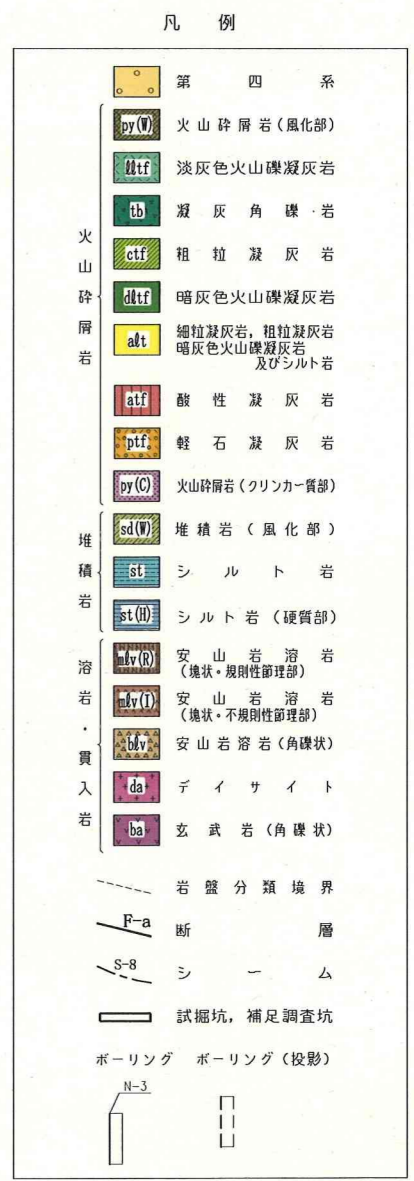 凡 例
第四系
火山砕屑岩
py(W) 火山砕屑岩(風化部)
lltf 淡灰色火山礫凝灰岩
tb 凝灰角礫岩
ctf 粗粒凝灰岩
dltf 暗灰色火山礫凝灰岩
alt 細粒凝灰岩,粗粒凝灰岩
暗灰色火山礫凝灰岩
及びシルト岩
atf 酸性凝灰岩
ptf 軽石凝灰岩
py(C) 火山砕屑岩(クリンカー質部)
堆積岩
sd(W) 堆積岩(風化部)
st シルト岩
st(H) シルト岩(硬質部)
溶岩・貫入岩
mlv(R) 安山岩溶岩
(塊状・規則性節理部)
mlv(I) 安山岩溶岩
(塊状・不規則性節理部)
blv 安山岩溶岩(角礫状)
da デイサイト
ba 玄武岩(角礫状)
岩盤分類境界
F-a 断層
S-8 シーム
試掘坑,補足調査坑
ボーリング ボーリング(投影)
N-3